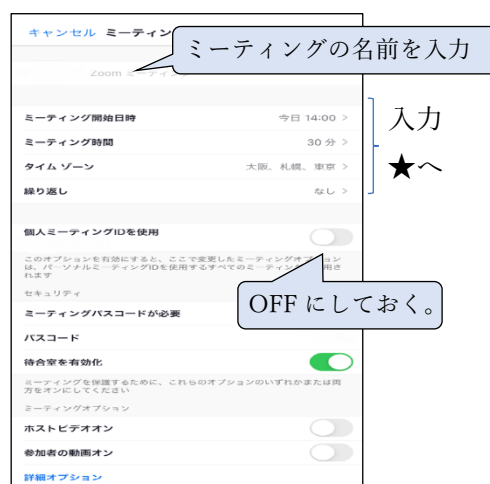 キャンセル ミーティン
ミーティングの名前を入力
Zoom ミーティン
ミーティング開始日時 今日 14:00 >
ミーティング時間 30 分 >
タイム ゾーン 大阪、札幌、東京 >
繰り返し なし >
入力
★へ
個人ミーティングIDを使用
このオプションを有効にすると、ここで変更したミーティングオプション
は、パーソナルミーティングIDを使用するすべてのミーティング 用さ
れます
OFF にしておく。
セキュリティ
ミーティングパスコードが必要
パスコード
待合室を有効化
ミーティングを保護するために、これらのオプションのいずれかまたは両
方をオンにしてください
ミーティングオプション
ホストビデオオン
参加者の動画オン
詳細オプション